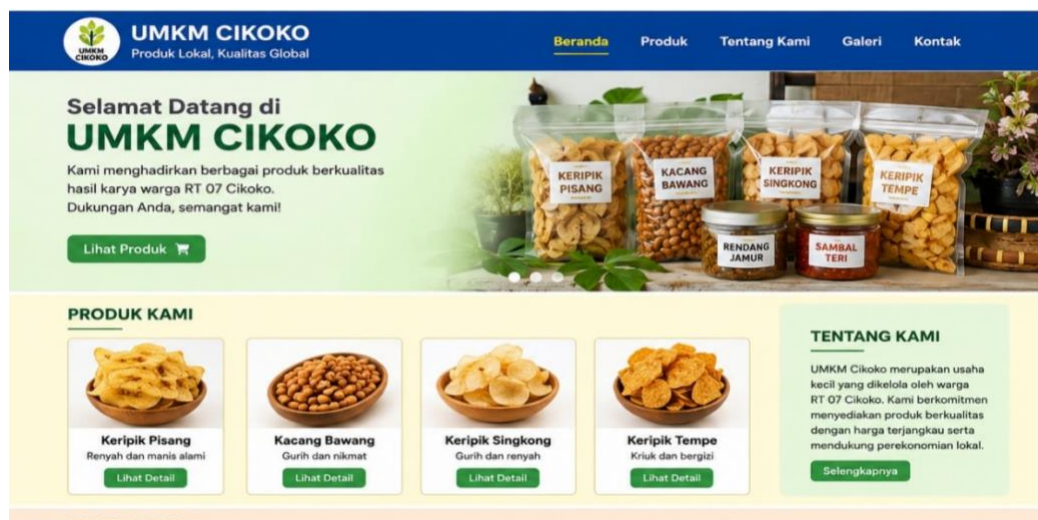 UMKM
CIKOKO
UMKM CIKOKO
Produk Lokal, Kualitas Global
Beranda
Produk
Tentang Kami
Galeri
Kontak
Selamat Datang di
UMKM CIKOKO
Kami menghadirkan berbagai produk berkualitas
hasil karya warga RT 07 Cikoko.
Dukungan Anda, semangat kami!
Lihat Produk
KERIPIK
PISANG
KACANG
BAWANG
KERIPIK
SINGKONG
KERIPIK
TEMPE
RENDANG
JAMUR
SAMBAL
TERI
PRODUK KAMI
Keripik Pisang
Renyah dan manis alami
Lihat Detail
Kacang Bawang
Gurih dan nikmat
Lihat Detail
Keripik Singkong
Gurih dan renyah
Lihat Detail
Keripik Tempe
Kriuk dan bergizi
Lihat Detail
TENTANG KAMI
UMKM Cikoko merupakan usaha
kecil yang dikelola oleh warga
RT 07 Cikoko. Kami berkomitmen
menyediakan produk berkualitas
dengan harga terjangkau serta
mendukung perekonomian lokal.
Selengkapnya